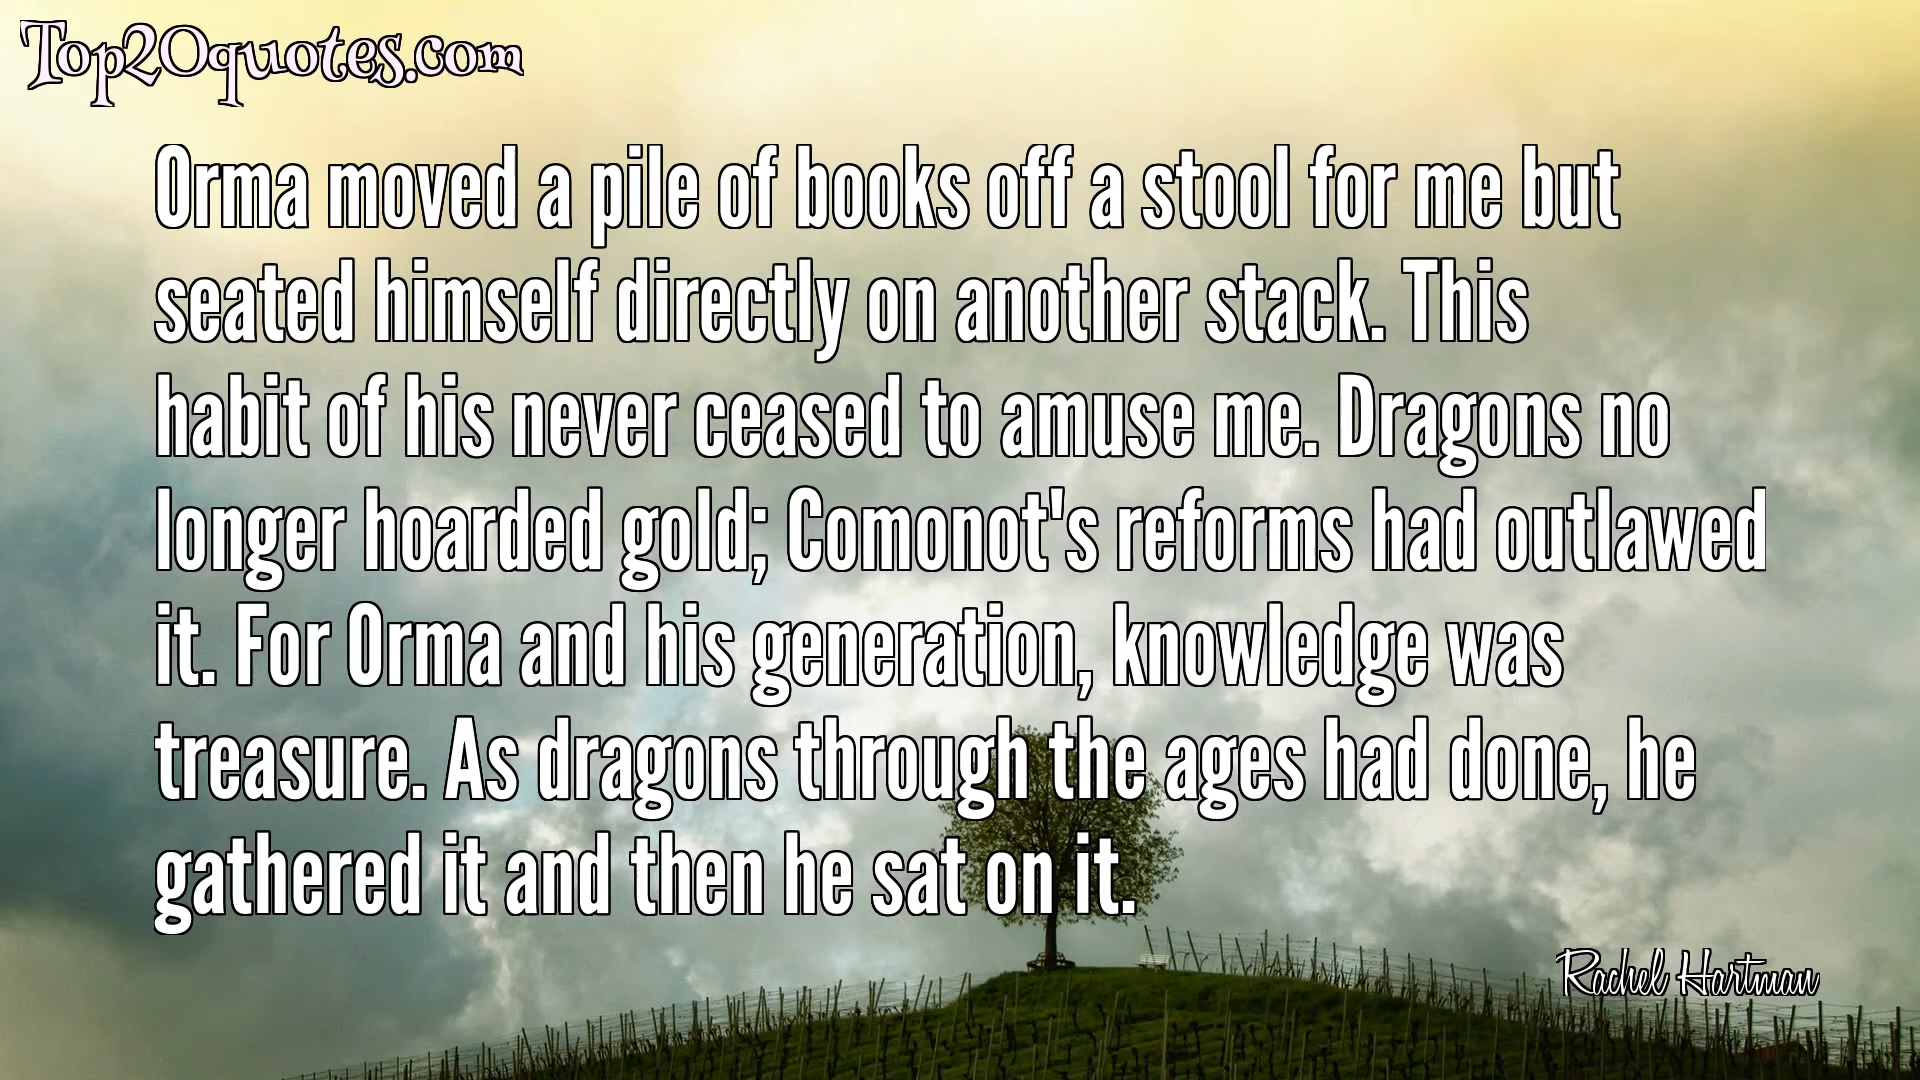 Top20quotes.com
Orma moved a pile of books off a stool for me but
seated himself directly on another stack. This
habit of his never ceased to amuse me. Dragons no
longer hoarded gold; Comonot's reforms had outlawed
it. For Orma and his generation, knowledge was
treasure. As dragons through the ages had done, he
gathered it and then he sat on it.
Rachel Hartman